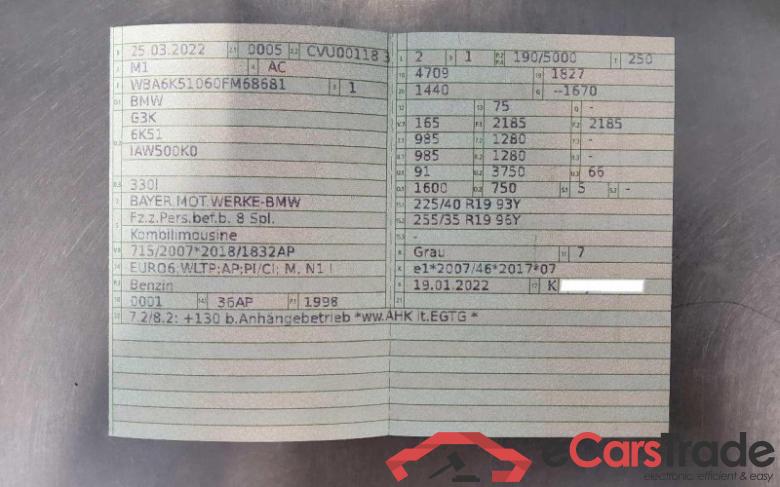 25.03.2022 0005 CVU00118 3
M1 AC
WBA6K51060FM68681 1
BMW
G3K
6K51
IAW500K0
330I
BAYER.MOT.WERKE-BMW
Fz.z.Pers.bef.b. 8 Spl.
Kombilimousine
715/2007*2018/1832AP
EURO6;WLTP;AP;PI/CI; M, N1 I
Benzin
0001 36AP 1998
7.2/8.2: +130 b.Anhängebetrieb *ww.AHK lt.EGTG *
2 1 190/5000 250
4709 1827
1440 --1670
75 -
165 2185 2185
985 1280 -
985 1280 -
91 3750 66
1600 750 5 -
225/40 R19 93Y
255/35 R19 96Y
-
Grau 7
e1*2007/46*2017*07
19.01.2022 K
eCarsTrade
electronic, efficient & easy